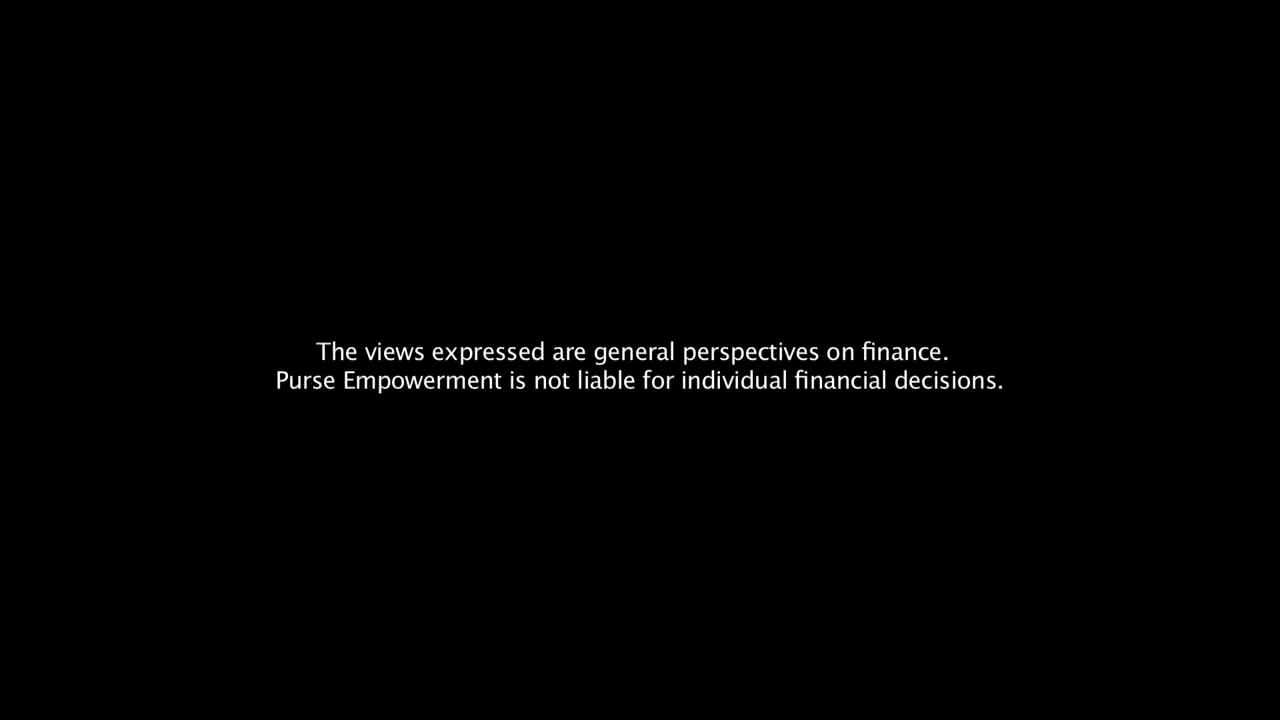 The views expressed are general perspectives on finance.
Purse Empowerment is not liable for individual financial decisions.